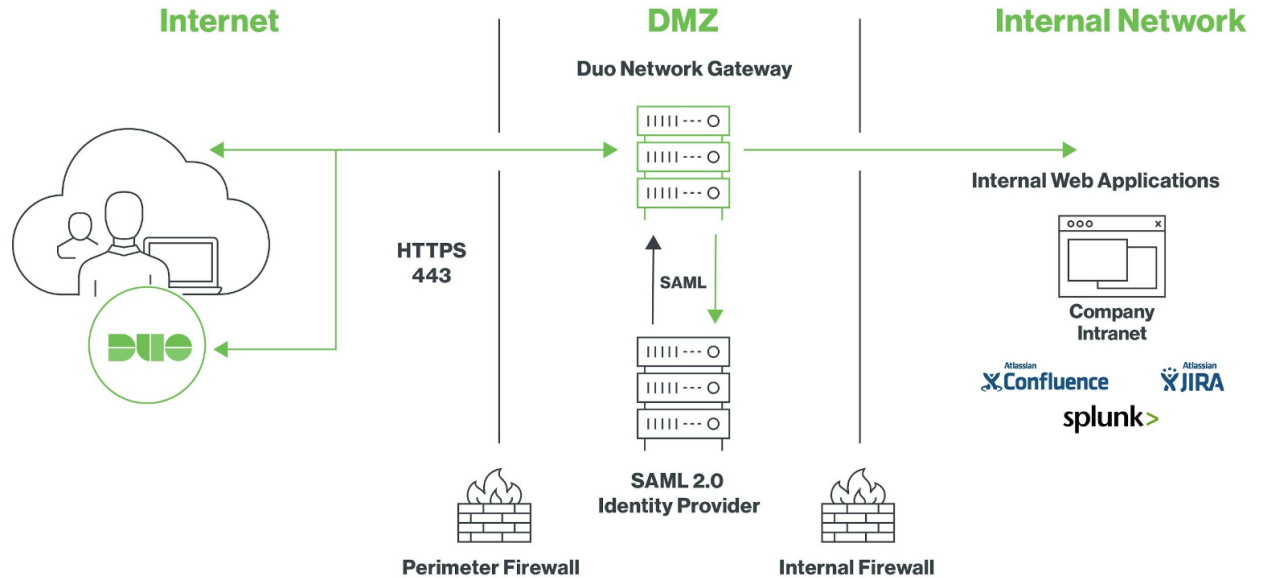 Internet
DMZ
Internal Network
Duo Network Gateway
Internal Web Applications
HTTPS
443
SAML
DUO
Company
Intranet
Atlassian
Confluence
Atlassian
JIRA
splunk>
SAML 2.0
Identity Provider
Perimeter Firewall
Internal Firewall